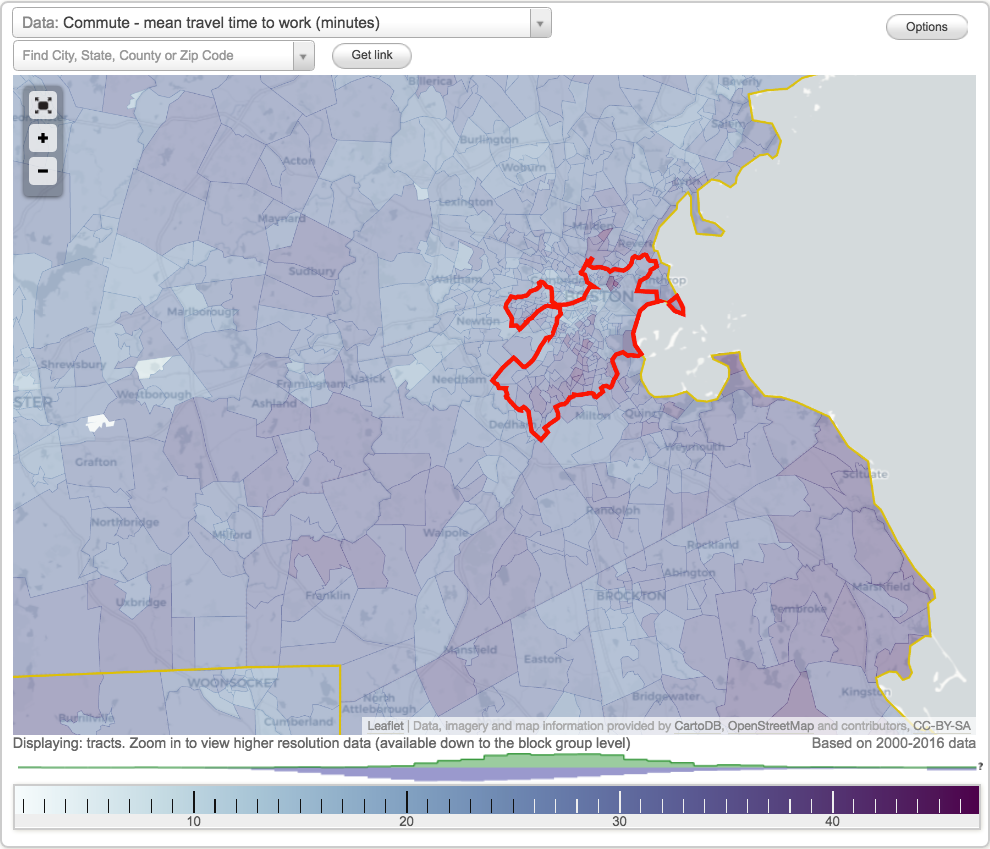 Data: Commute - mean travel time to work (minutes)
Options
Find City, State, County or Zip Code
Get link
Billerica
Beverly
Salem
Burlington
Acton
Woburn
Lynn
Lexington
Maynard
Malden
Revere
Sudbury
Waltham
Cambridge
BOSTON
Marlborough
Newton
Shrewsbury
Framingham
Natick
Needham
Westborough
Ashland
Milton
Quincy
Dedham
Weymouth
Grafton
Scituate
Randolph
Northbridge
Milford
Walpole
Rockland
Abington
Marshfield
Franklin
BROCKTON
Uxbridge
Pembroke
Mansfield
Easton
WOONSOCKET
North
Attleborough
Bridgewater
Kingston
Burrillville
Cumberland
Leaflet | Data, imagery and map information provided by CartoDB, OpenStreetMap and contributors, CC-BY-SA
Displaying: tracts. Zoom in to view higher resolution data (available down to the block group level)
Based on 2000-2016 data
?
10 20 30 40